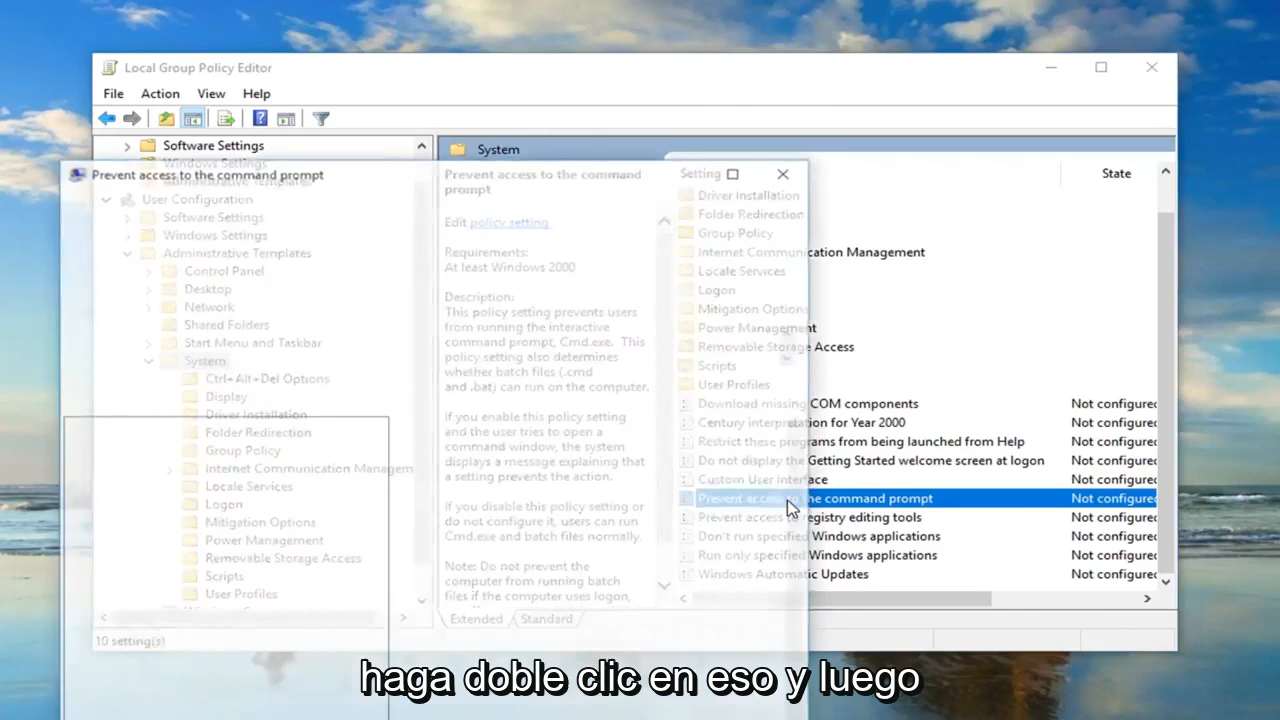 Local Group Policy Editor
File Action View Help
Software Settings
Windows Settings
Administrative Templates
User Configuration
Software Settings
Windows Settings
Administrative Templates
Control Panel
Desktop
Network
Shared Folders
Start Menu and Taskbar
System
Ctrl+Alt+Del Options
Display
Driver Installation
Folder Redirection
Group Policy
Internet Communication Managem
Locale Services
Logon
Mitigation Options
Power Management
Removable Storage Access
Scripts
User Profiles
10 setting(s)
Prevent access to the command prompt
System
Prevent access to the command
prompt
Edit policy setting
Requirements:
At least Windows 2000
Description:
This policy setting prevents users
from running the interactive
command prompt, Cmd.exe. This
policy setting also determines
whether batch files (.cmd
and .bat) can run on the computer.
If you enable this policy setting
and the user tries to open a
command window, the system
displays a message explaining that
a setting prevents the action.
If you disable this policy setting or
do not configure it, users can run
Cmd.exe and batch files normally.
Note: Do not prevent the
computer from running batch
files if the computer uses logon,
Extended Standard
Setting State
Driver Installation
Folder Redirection
Group Policy
Internet Communication Management
Locale Services
Logon
Mitigation Options
Power Management
Removable Storage Access
Scripts
User Profiles
Download missing COM components Not configured
Century interpretation for Year 2000 Not configured
Restrict these programs from being launched from Help Not configured
Do not display the Getting Started welcome screen at logon Not configured
Custom User Interface Not configured
Prevent access to the command prompt Not configured
Prevent access to registry editing tools Not configured
Don't run specified Windows applications Not configured
Run only specified Windows applications Not configured
Windows Automatic Updates Not configured
haga doble clic en eso y luego